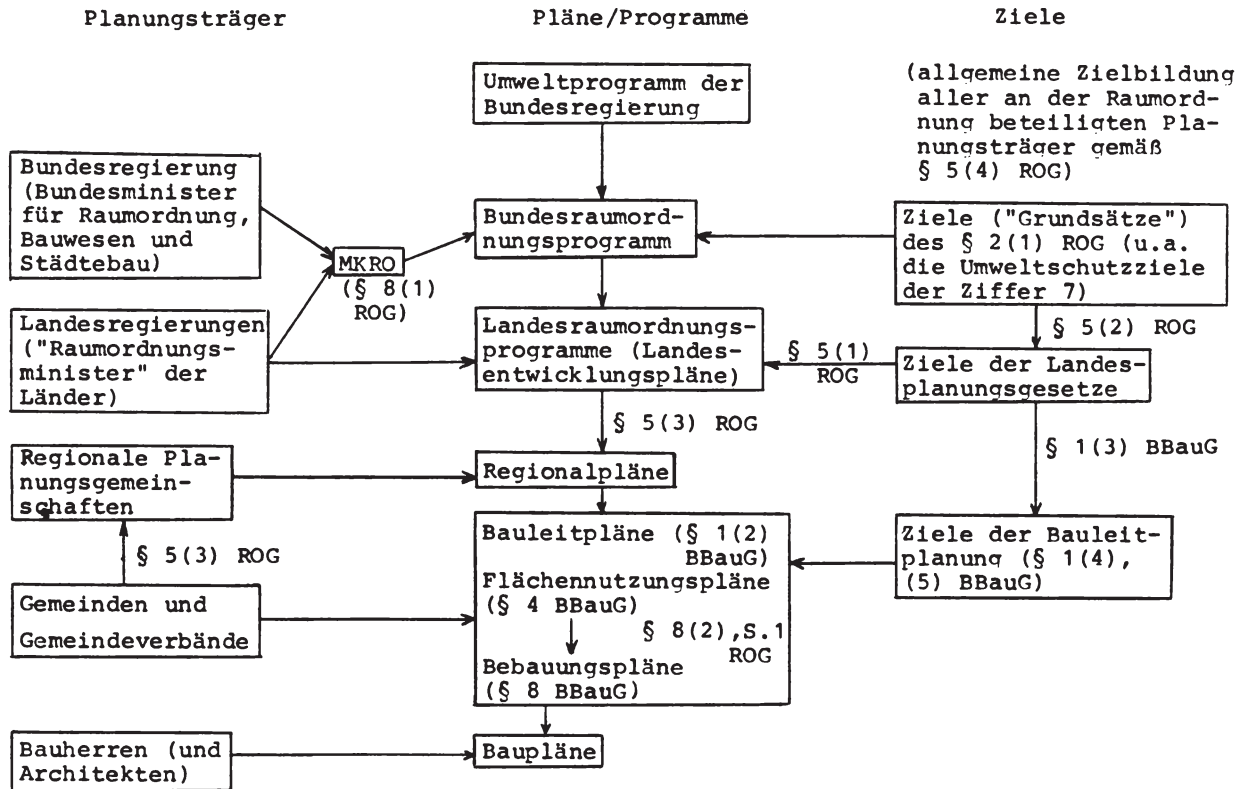 Planungsträger
Pläne/Programme
Ziele
Umweltprogramm der
Bundesregierung
(allgemeine Zielbildung
aller an der Raumord-
nung beteiligten Pla-
nungsträger gemäß
§ 5(4) ROG)
Bundesregierung
(Bundesminister
für Raumordnung,
Bauwesen und
Städtebau)
MKRO
(§ 8(1)
ROG)
Bundesraumord-
nungsprogramm
Ziele ("Grundsätze")
des § 2(1) ROG (u.a.
die Umweltschutzziele
der Ziffer 7)
§ 5(2) ROG
Landesregierungen
("Raumordnungs-
minister" der
Länder)
Landesraumordnungs-
programme (Landes-
entwicklungspläne)
§ 5(1)
ROG
Ziele der Landes-
planungsgesetze
§ 5(3) ROG
§ 1(3) BBauG
Regionale Pla-
nungsgemein-
schaften
Regionalpläne
§ 5(3) ROG
Bauleitpläne (§ 1(2)
BBauG)
Flächennutzungspläne
(§ 4 BBauG)
§ 8(2),S.1
ROG
Bebauungspläne
(§ 8 BBauG)
Ziele der Bauleit-
planung (§ 1(4),
(5) BBauG)
Gemeinden und
Gemeindeverbände
Bauherren (und
Architekten)
Baupläne